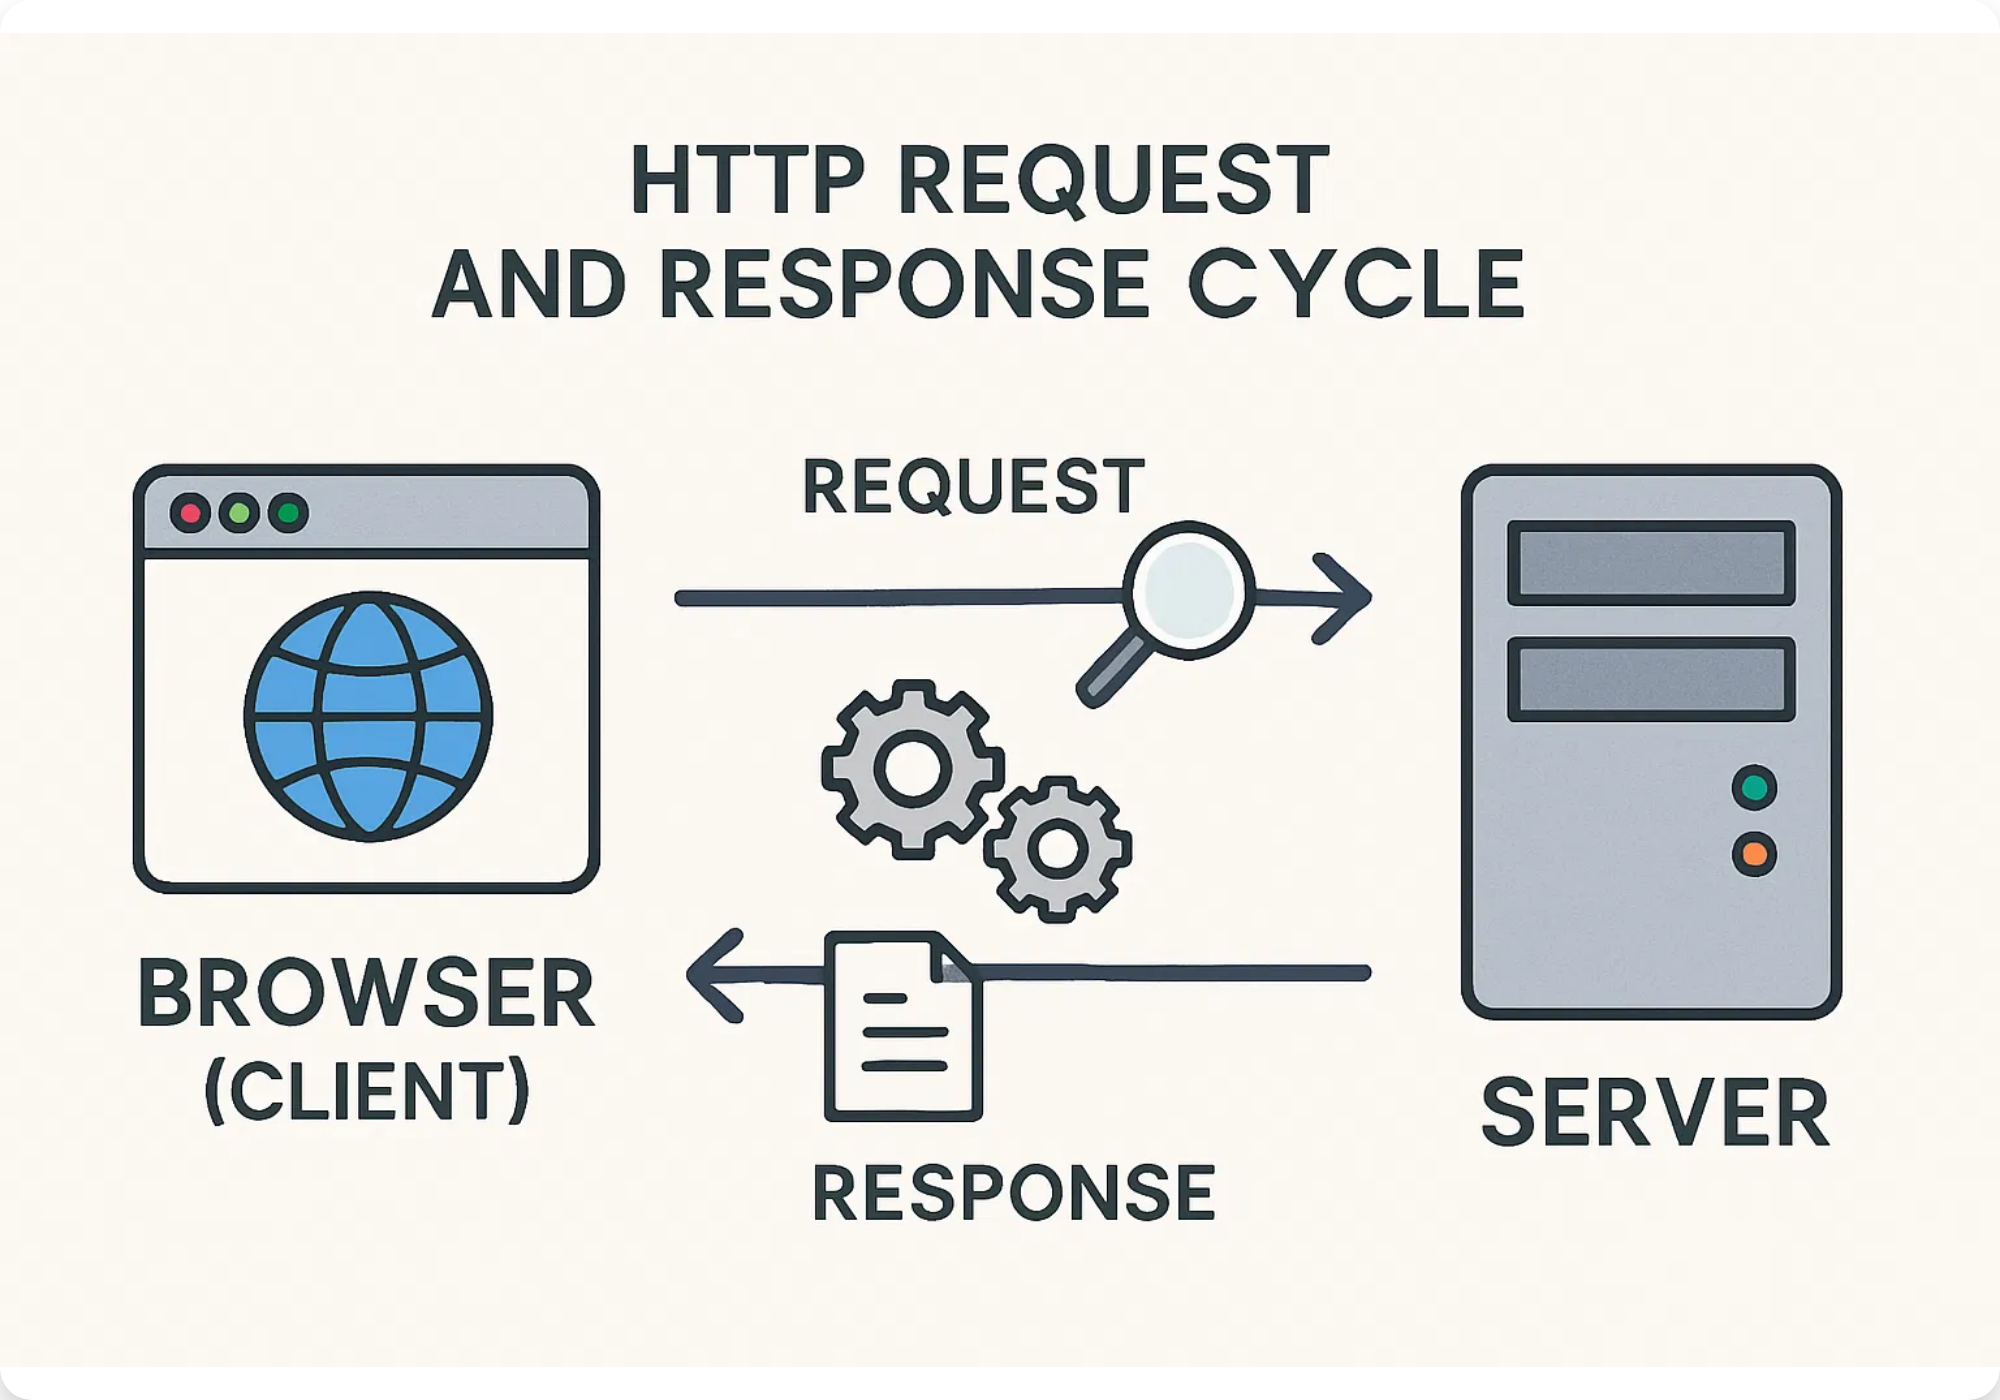 HTTP REQUEST
AND RESPONSE CYCLE
REQUEST
BROWSER
(CLIENT)
SERVER
RESPONSE